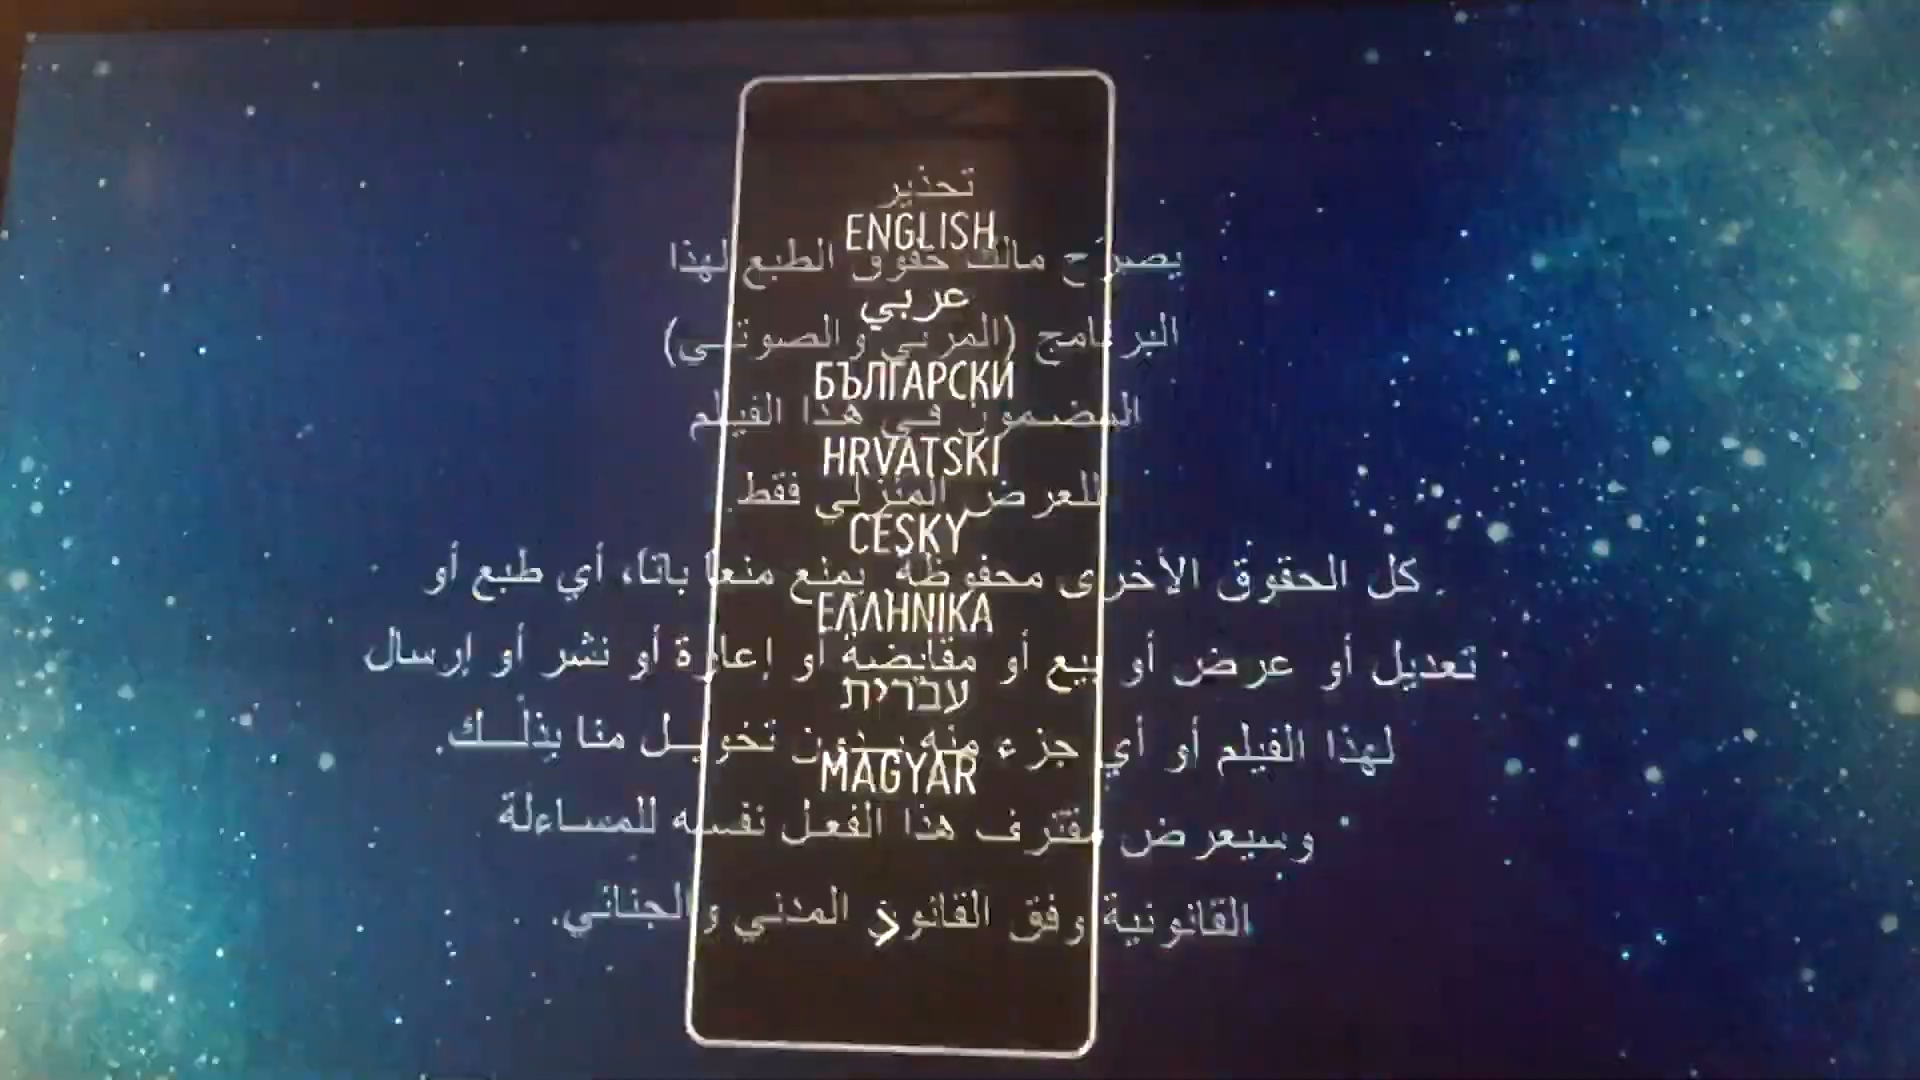 تحذير
ENGLISH
يصرّح مالك حقوق الطبع لهذا
عربي
البرنامج (المرئي والصوتي)
БЪЛГАРСКИ
المضمون في هذا الفيلم
HRVATSKI
للعرض المنزلي فقط.
CESKY
كل الحقوق الأخرى محفوظة. يمنع منعا باتا، أي طبع أو
ΕΛΛΗΝΙΚΑ
تعديل أو عرض أو بيع أو مقايضة أو إعارة أو نشر أو إرسال
עברית
لهذا الفيلم أو أي جزء منه بدون تخويل منا بذلك.
MAGYAR
وسيعرض مقترف هذا الفعل نفسه للمساءلة
القانونية وفق القانون المدني والجنائي.